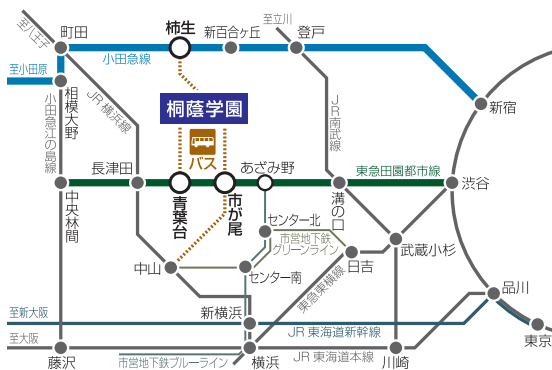 至立川
至八王子
町田
柿生
新百合ヶ丘
登戸
小田急線
至小田原
相模大野
JR横浜線
桐蔭学園
新宿
小田急江の島線
JR南武線
バス
長津田
あざみ野
東急田園都市線
渋谷
中央林間
青葉台
市が尾
溝の口
センター北
市営地下鉄
グリーンライン
武蔵小杉
中山
センター南
日吉
東急東横線
品川
至新大阪
新横浜
JR東海道新幹線
東京
至大阪
JR東海道本線
藤沢
市営地下鉄ブルーライン
横浜
川崎